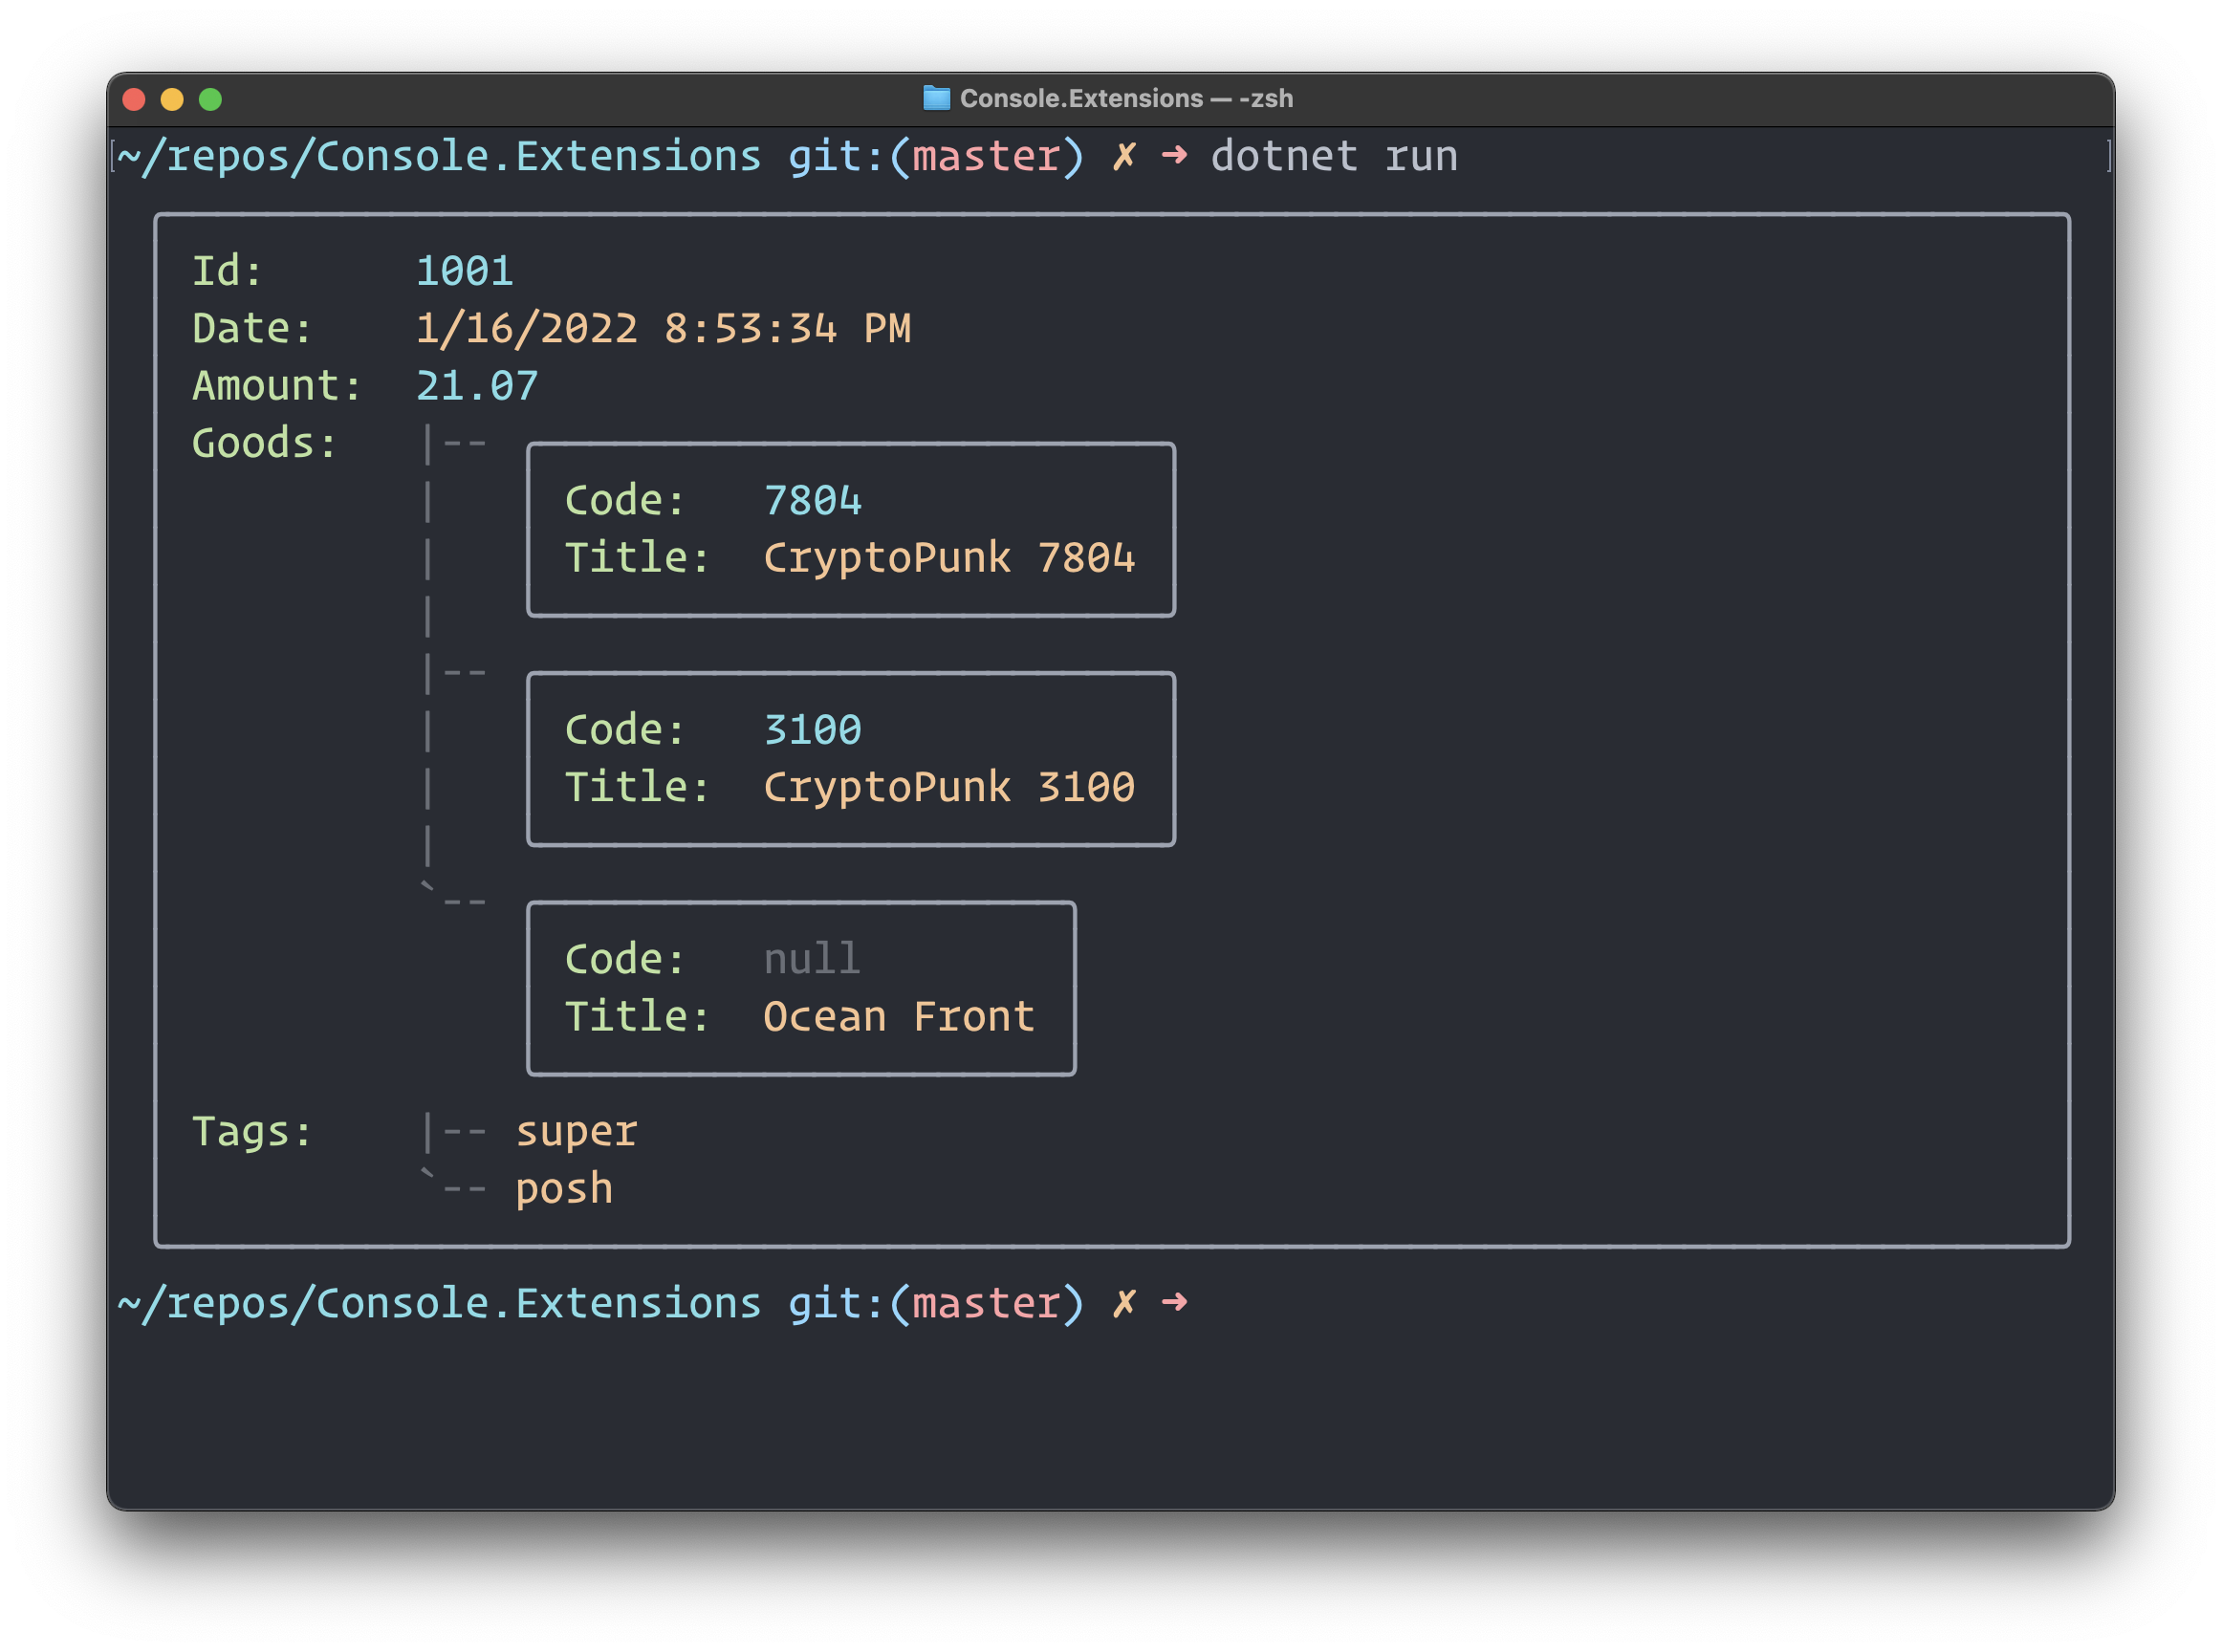 Console.Extensions — -zsh
[~/repos/Console.Extensions git:(master) ✗ ➜ dotnet run ]
Id: 1001
Date: 1/16/2022 8:53:34 PM
Amount: 21.07
Goods: |--
Code: 7804
Title: CryptoPunk 7804
|--
Code: 3100
Title: CryptoPunk 3100
`--
Code: null
Title: Ocean Front
Tags: |-- super
`-- posh
~/repos/Console.Extensions git:(master) ✗ ➜